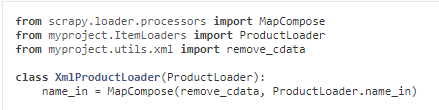 from scrapy.loader.processors import MapCompose
from myproject.ItemLoaders import ProductLoader
from myproject.utils.xml import remove_cdata

class XmlProductLoader(ProductLoader):
    name_in = MapCompose(remove_cdata, ProductLoader.name_in)